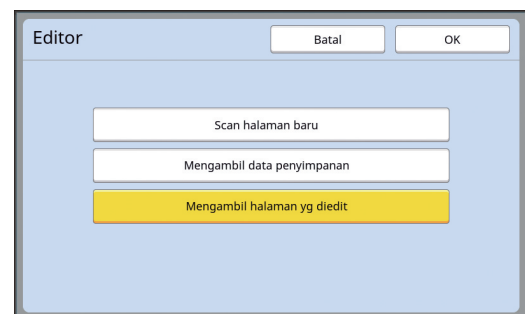 Editor
Batal
OK
Scan halaman baru
Mengambil data penyimpanan
Mengambil halaman yg diedit